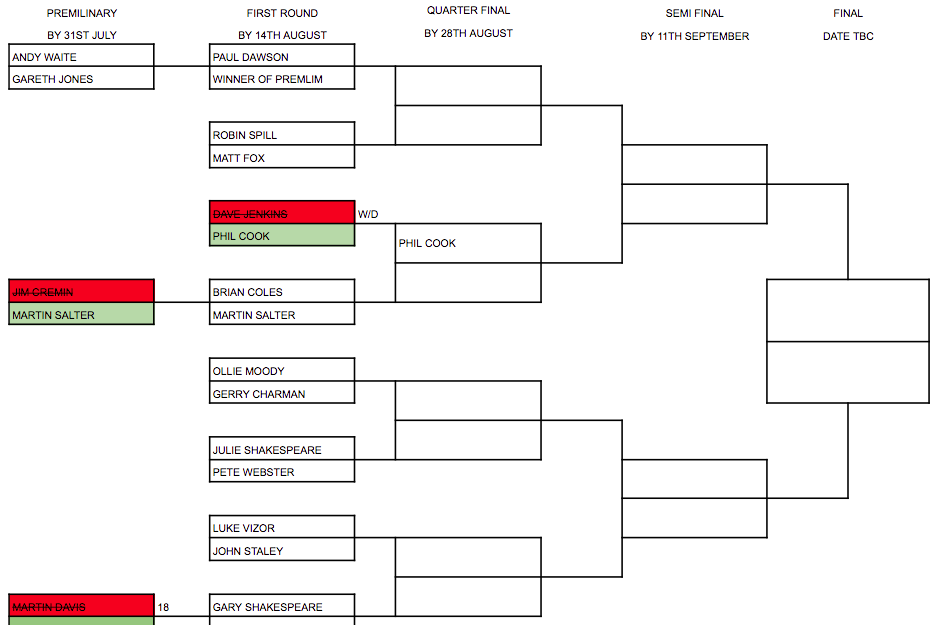 PREMILINARY
BY 31ST JULY
FIRST ROUND
BY 14TH AUGUST
QUARTER FINAL
BY 28TH AUGUST
SEMI FINAL
BY 11TH SEPTEMBER
FINAL
DATE TBC
ANDY WAITE
GARETH JONES
PAUL DAWSON
WINNER OF PREMLIM
ROBIN SPILL
MATT FOX
DAVE JENKINS W/D
PHIL COOK
PHIL COOK
JIM CREMIN
MARTIN SALTER
BRIAN COLES
MARTIN SALTER
OLLIE MOODY
GERRY CHARMAN
JULIE SHAKESPEARE
PETE WEBSTER
LUKE VIZOR
JOHN STALEY
MARTIN DAVIS 18
GARY SHAKESPEARE